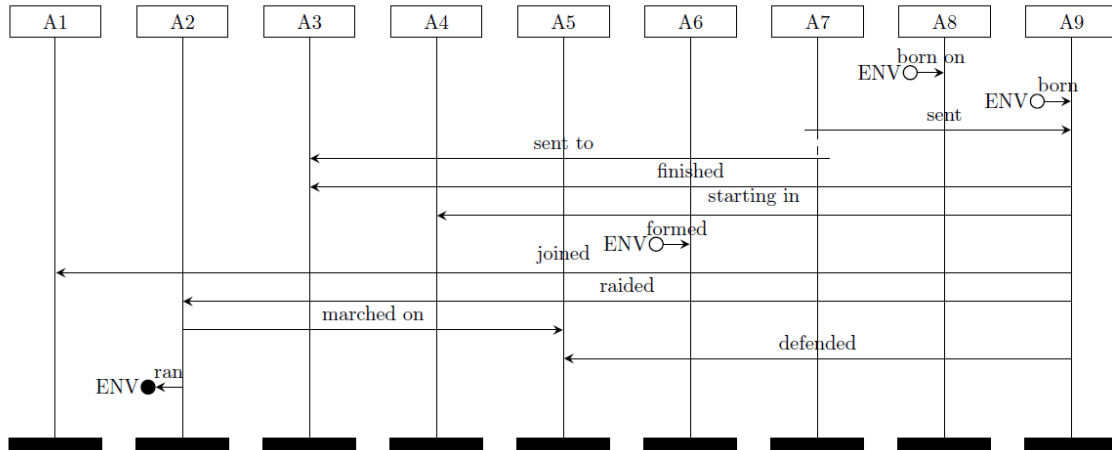 A1 A2 A3 A4 A5 A6 A7 A8 A9
ENV born on
ENV born
sent
sent to
finished
starting in
ENV formed
joined
raided
marched on
defended
ENV ran